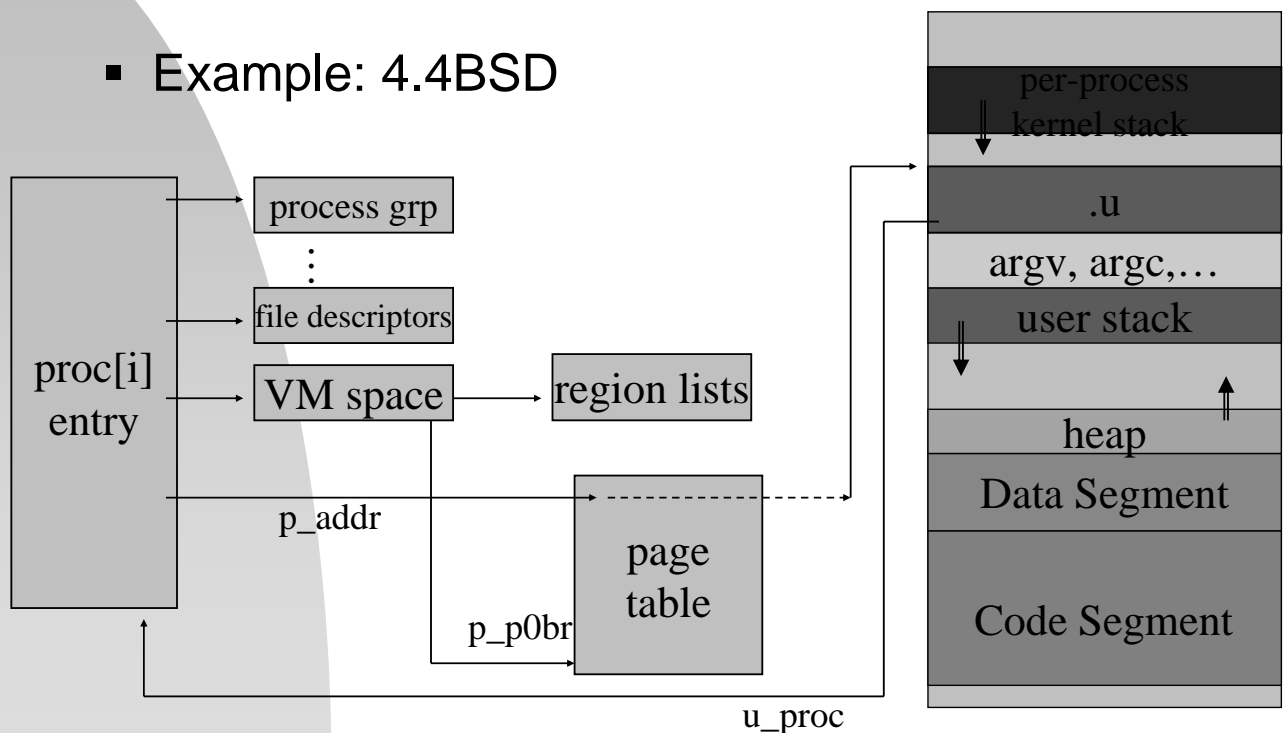 ▪ Example: 4.4BSD
proc[i]
entry
process grp
⋮
file descriptors
VM space
region lists
p_addr
page
table
p_p0br
u_proc
per-process
kernel stack
.u
argv, argc,…
user stack
heap
Data Segment
Code Segment